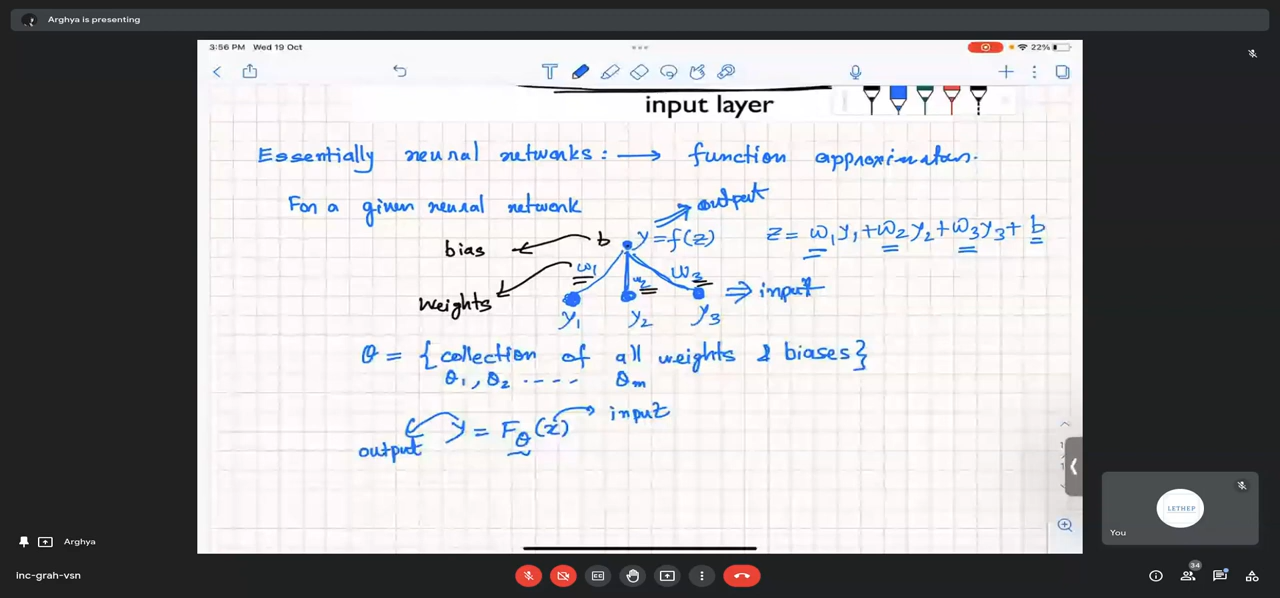 Arghya is presenting
3:56 PM Wed 19 Oct
22%
input layer
Essentially neural networks: → function approximators.
For a given neural network
output
bias
b
y = f(z)
z = ω1y1 + ω2y2 + ω3y3 + b
weights
ω1
ω2
ω3
⇒ input
y1
y2
y3
θ = {collection of all weights & biases}
θ1, θ2 ---- θm
output
y = Fθ(x)
input
LETHEP
You
Arghya
lnc-grah-vsn
34